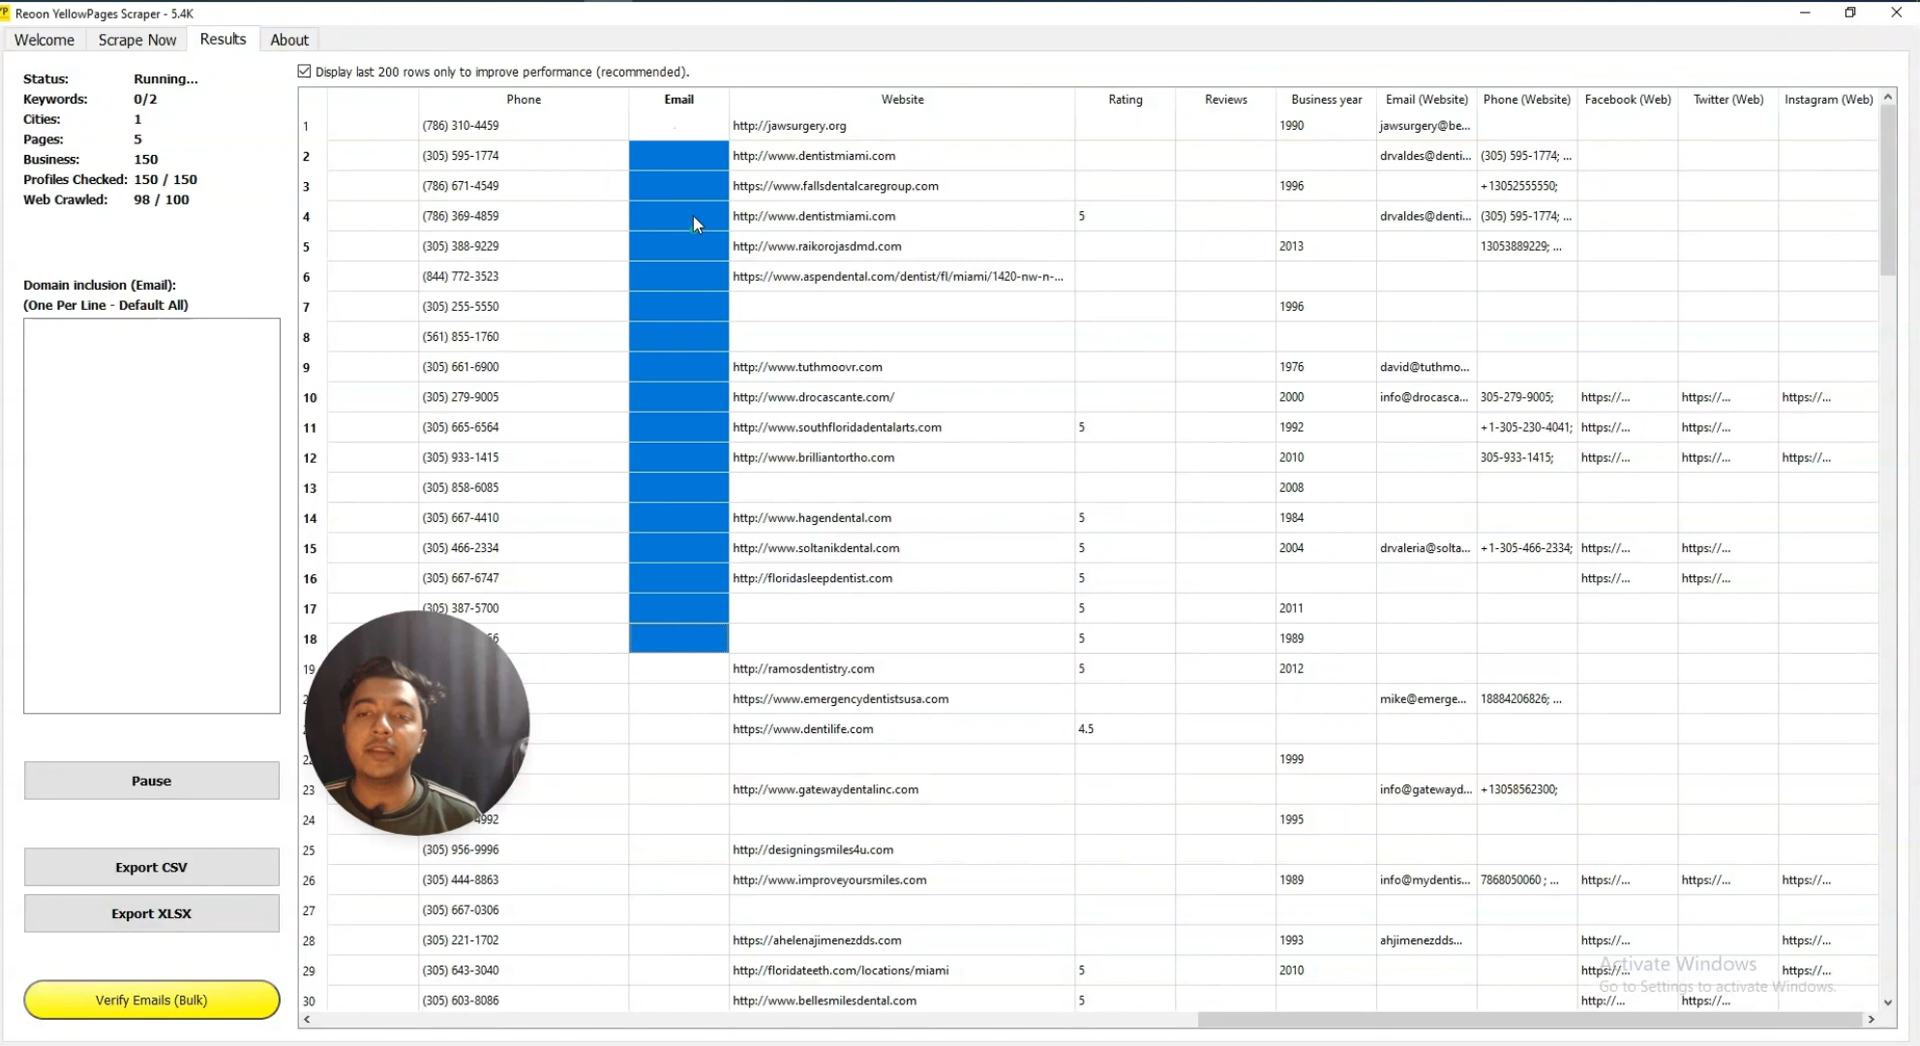 Reoon YellowPages Scraper - 5.4K
Welcome Scrape Now Results About
Status: Running...
Keywords: 0/2
Cities: 1
Pages: 5
Business: 150
Profiles Checked: 150 / 150
Web Crawled: 98 / 100
Domain inclusion (Email):
(One Per Line - Default All)
Pause
Export CSV
Export XLSX
Verify Emails (Bulk)
Display last 200 rows only to improve performance (recommended).
Phone Email Website Rating Reviews Business year Email (Website) Phone (Website) Facebook (Web) Twitter (Web) Instagram (Web)
1 (786) 310-4459 http://jawsurgery.org 1990 jawsurgery@be...
2 (305) 595-1774 http://www.dentistmiami.com drvaldes@denti... (305) 595-1774; ...
3 (786) 671-4549 https://www.fallsdentalcaregroup.com 1996 +13052555550;
4 (786) 369-4859 http://www.dentistmiami.com 5 drvaldes@denti... (305) 595-1774; ...
5 (305) 388-9229 http://www.raikorojasdmd.com 2013 13053889229; ...
6 (844) 772-3523 https://www.aspendental.com/dentist/fl/miami/1420-nw-n-...
7 (305) 255-5550 1996
8 (561) 855-1760
9 (305) 661-6900 http://www.tuthmoovr.com 1976 david@tuthmo...
10 (305) 279-9005 http://www.drocascante.com/ 2000 info@drocasca... 305-279-9005; https://... https://... https://...
11 (305) 665-6564 http://www.southfloridadentalarts.com 5 1992 +1-305-230-4041; https://... https://...
12 (305) 933-1415 http://www.brilliantortho.com 2010 305-933-1415; https://... https://... https://...
13 (305) 858-6085 2008
14 (305) 667-4410 http://www.hagendental.com 5 1984
15 (305) 466-2334 http://www.soltanikdental.com 5 2004 drvaleria@solta... +1-305-466-2334; https://... https://...
16 (305) 667-6747 http://floridasleepdentist.com 5 https://... https://...
17 (305) 387-5700 5 2011
18 5 1989
19 http://ramosdentistry.com 5 2012
https://www.emergencydentistsusa.com mike@emerge... 18884206826; ...
https://www.dentilife.com 4.5
1999
23 http://www.gatewaydentalinc.com info@gatewayd... +13058562300;
24 4992 1995
25 (305) 956-9996 http://designingsmiles4u.com
26 (305) 444-8863 http://www.improveyoursmiles.com 1989 info@mydentis... 7868050060 ; ... https://... https://... https://...
27 (305) 667-0306
28 (305) 221-1702 https://ahelenajimenezdds.com 1993 ahjimenezdds... https://... https://...
29 (305) 643-3040 http://floridateeth.com/locations/miami 5 2010 https://... https://... https://...
30 (305) 603-8086 http://www.bellesmilesdental.com 5 http://... https://...
Activate Windows
Go to Settings to activate Windows.